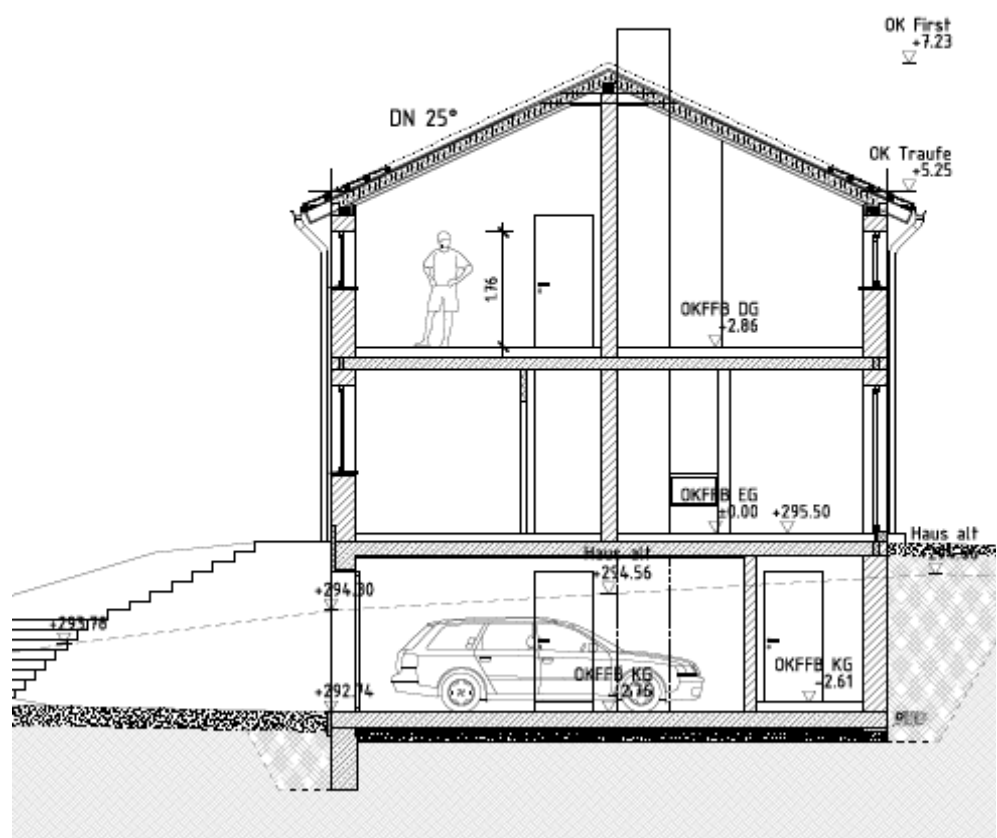 OK First
+7.23
DN 25°
OK Traufe
+5.25
1.76
OKFFB DG
+2.86
OKFFB EG
±0.00
+295.50
Haus alt
Haus alt
+294.56
+294.30
+293.78
OKFFB KG
-2.76
OKFFB KG
-2.61
+292.74